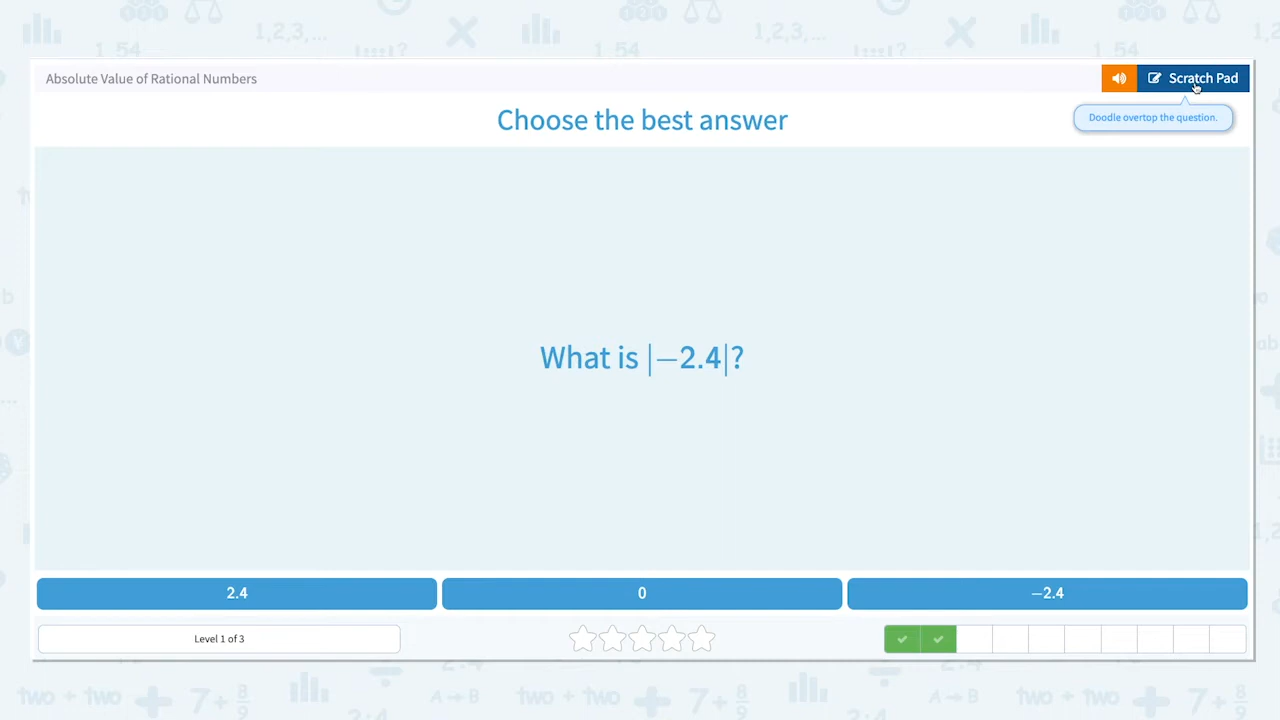 Absolute Value of Rational Numbers
Scratch Pad
Choose the best answer
Doodle overtop the question.
What is |−2.4|?
2.4
0
−2.4
Level 1 of 3